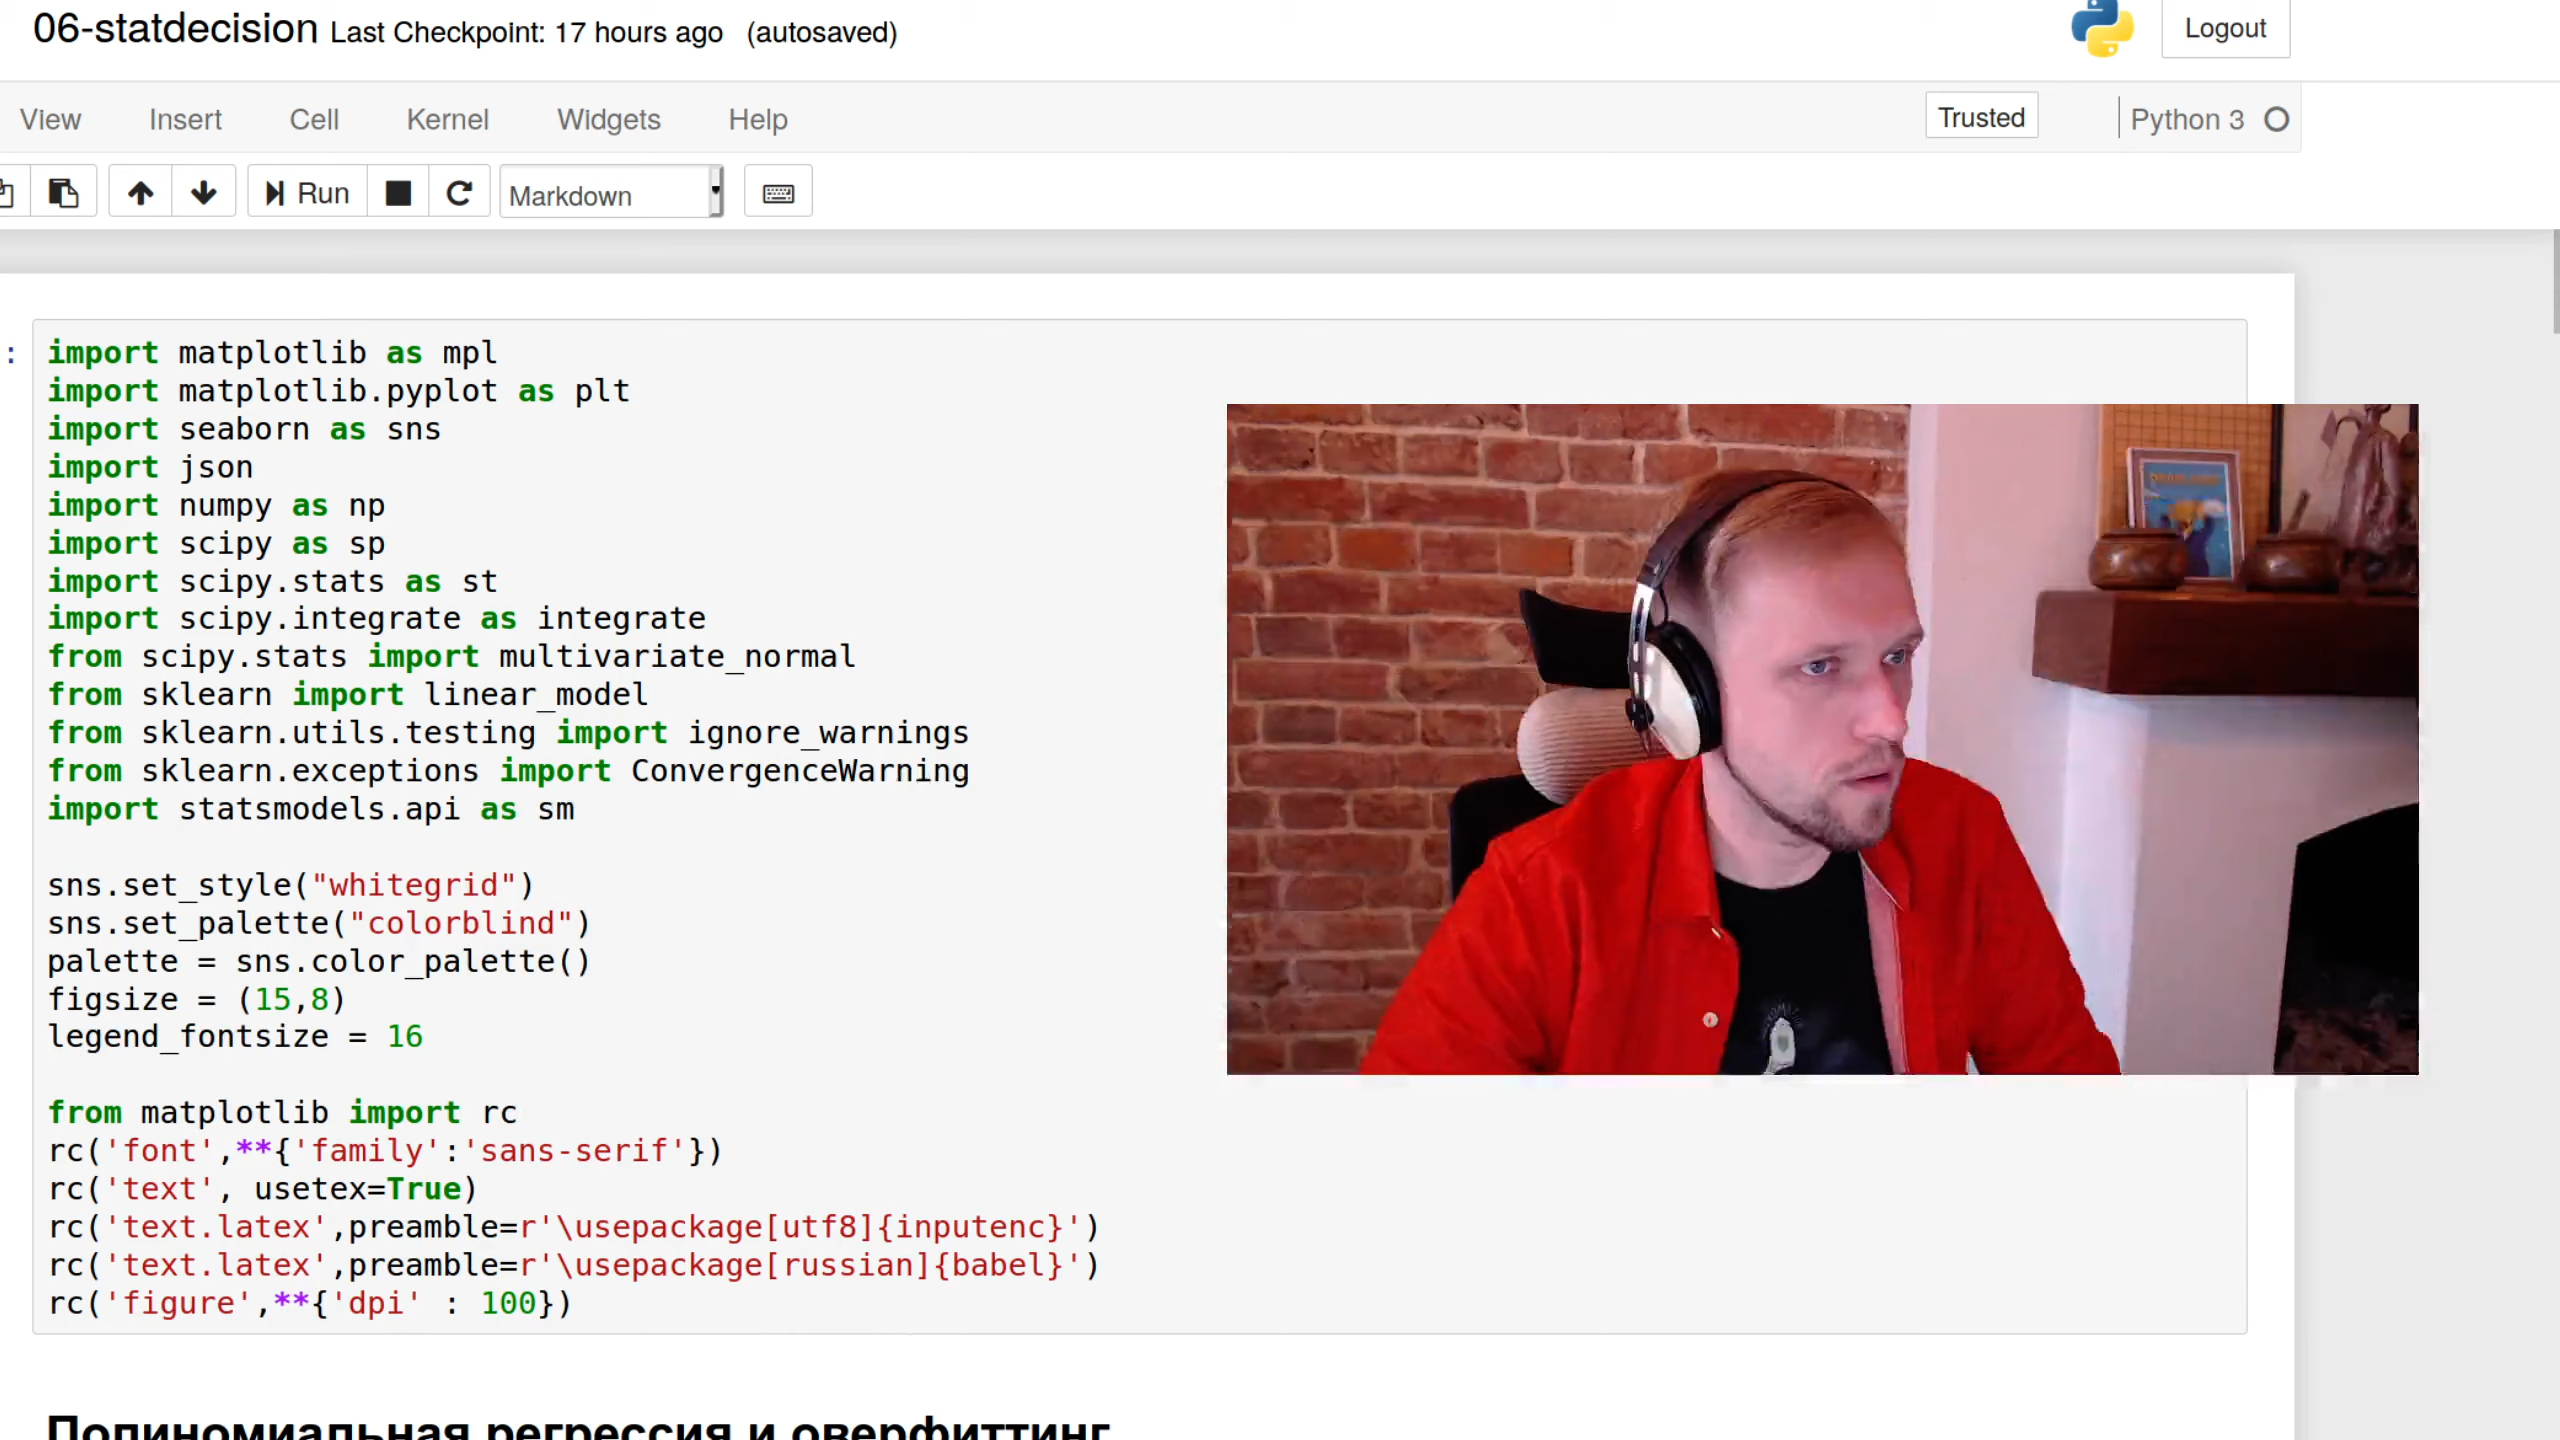 06-statdecision Last Checkpoint: 17 hours ago (autosaved)
Logout
View Insert Cell Kernel Widgets Help
Trusted
Python 3
Run
Markdown
:
import matplotlib as mpl
import matplotlib.pyplot as plt
import seaborn as sns
import json
import numpy as np
import scipy as sp
import scipy.stats as st
import scipy.integrate as integrate
from scipy.stats import multivariate_normal
from sklearn import linear_model
from sklearn.utils.testing import ignore_warnings
from sklearn.exceptions import ConvergenceWarning
import statsmodels.api as sm
sns.set_style("whitegrid")
sns.set_palette("colorblind")
palette = sns.color_palette()
figsize = (15,8)
legend_fontsize = 16
from matplotlib import rc
rc('font',**{'family':'sans-serif'})
rc('text', usetex=True)
rc('text.latex',preamble=r'\usepackage[utf8]{inputenc}')
rc('text.latex',preamble=r'\usepackage[russian]{babel}')
rc('figure',**{'dpi' : 100})
Полиномиальная регрессия и оверфиттинг